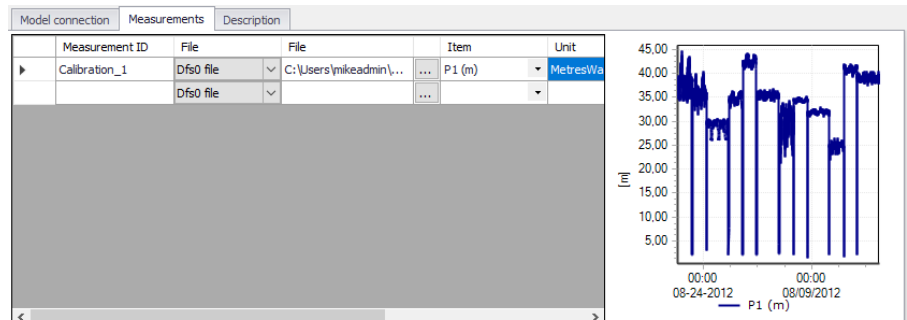 Model connection Measurements Description
Measurement ID File File Item Unit
Calibration_1 Dfs0 file C:\Users\mikeadmin\... ... P1 (m) MetresWa
Dfs0 file ...
45,00
40,00
35,00
30,00
25,00
20,00
15,00
10,00
5,00
[m]
00:00 00:00
08-24-2012 08/09/2012
P1 (m)